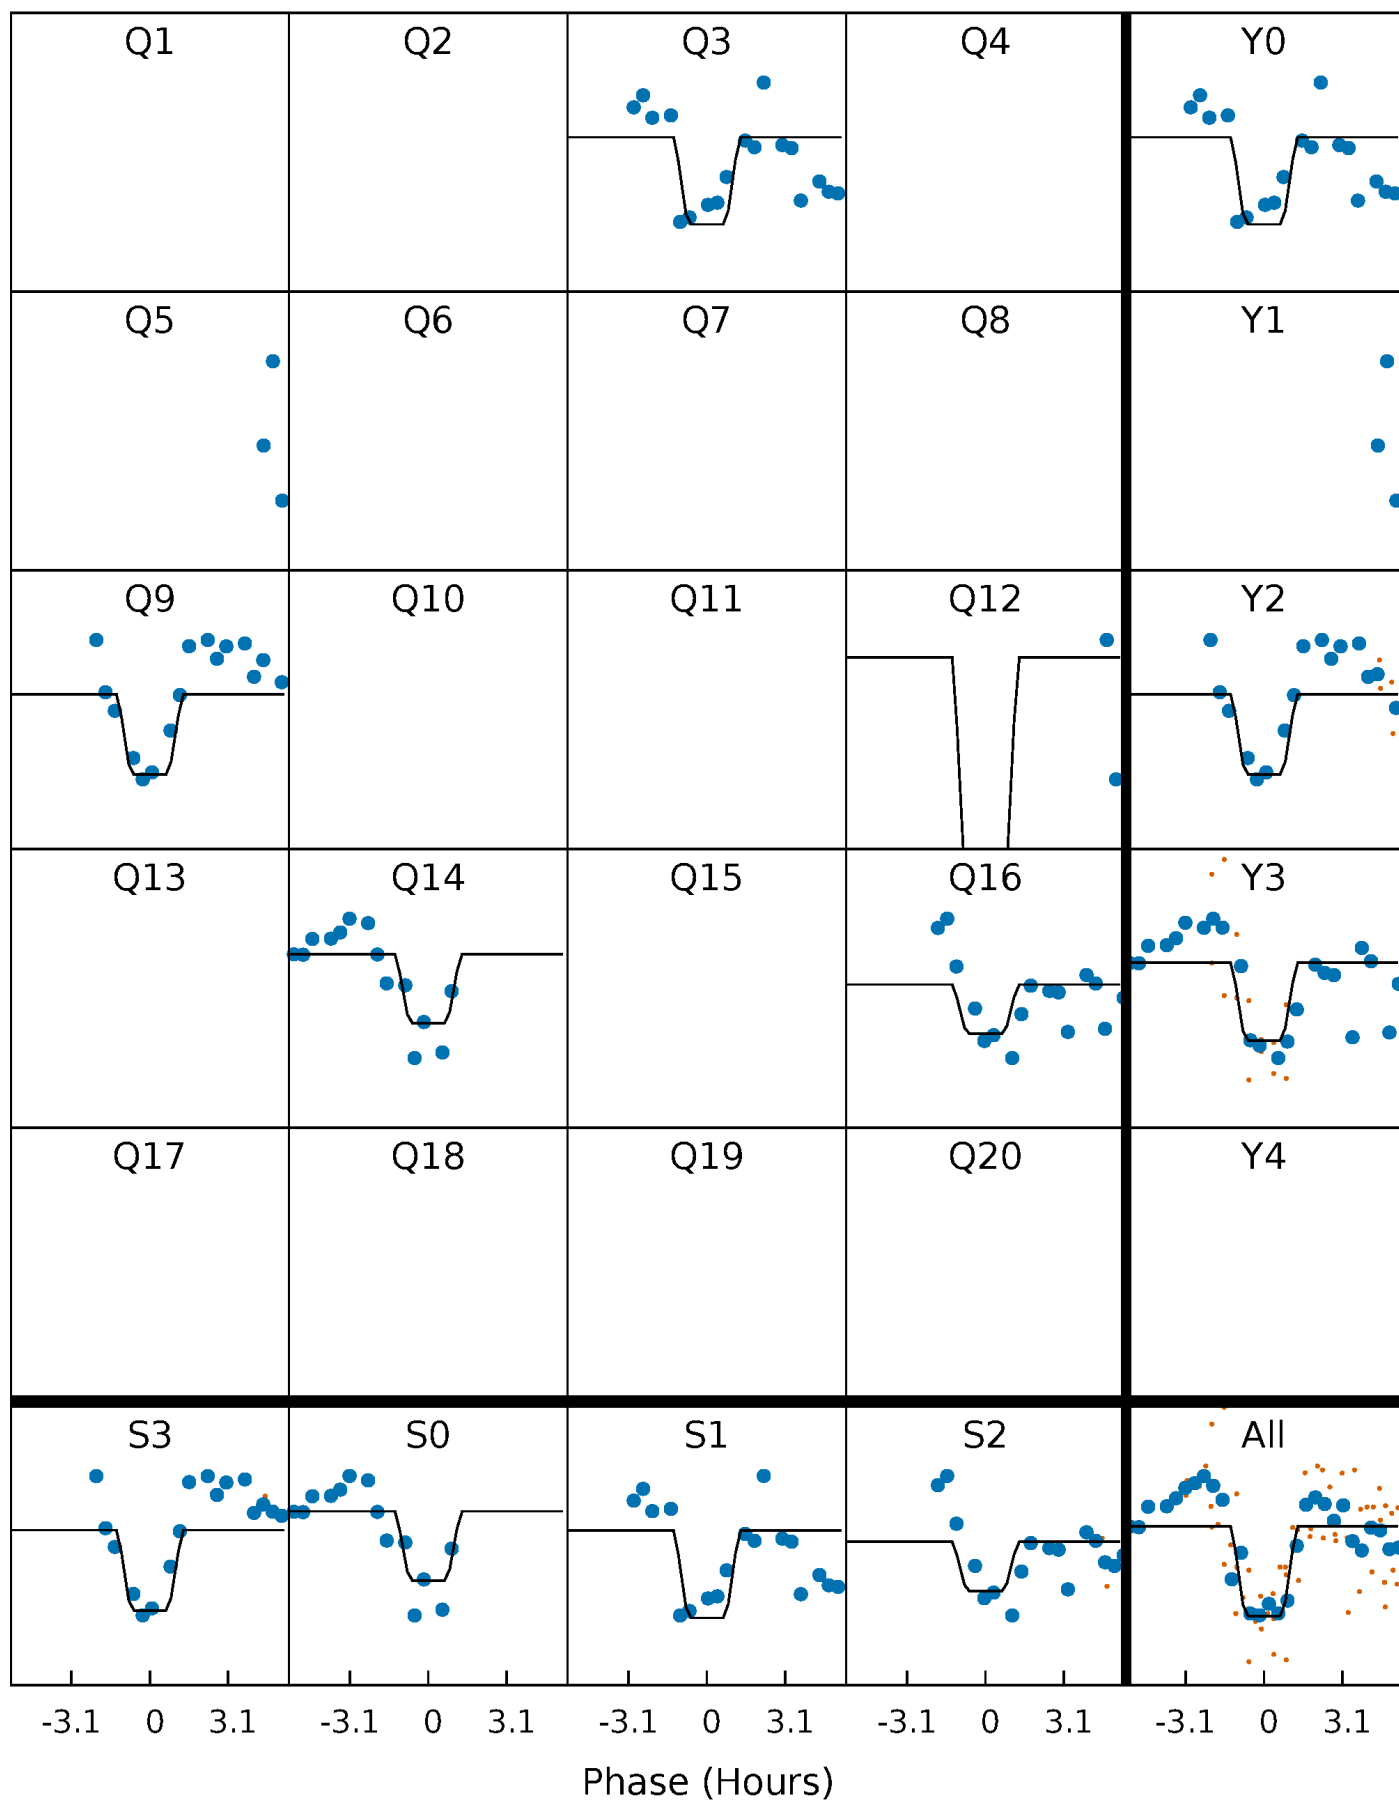 Q1 Q2 Q3 Q4 Y0
Q5 Q6 Q7 Q8 Y1
Q9 Q10 Q11 Q12 Y2
Q13 Q14 Q15 Q16 Y3
Q17 Q18 Q19 Q20 Y4
S3 S0 S1 S2 All
-3.1 0 3.1 -3.1 0 3.1 -3.1 0 3.1 -3.1 0 3.1 -3.1 0 3.1
Phase (Hours)